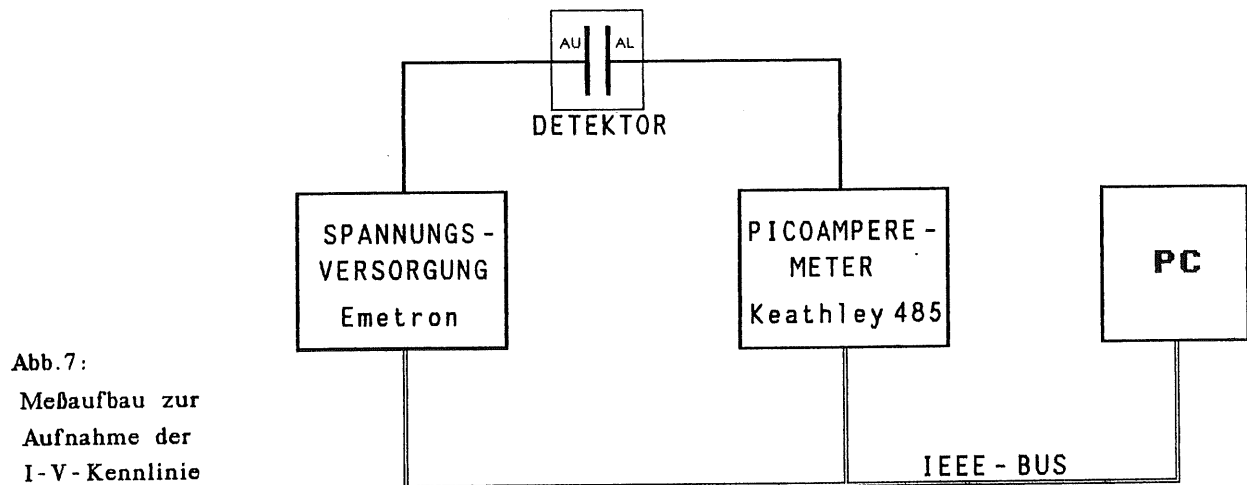 AU AL
DETEKTOR
SPANNUNGS-
VERSORGUNG
Emetron
PICOAMPERE-
METER
Keathley 485
PC
Abb.7:
Meßaufbau zur
Aufnahme der
I-V-Kennlinie
IEEE-BUS